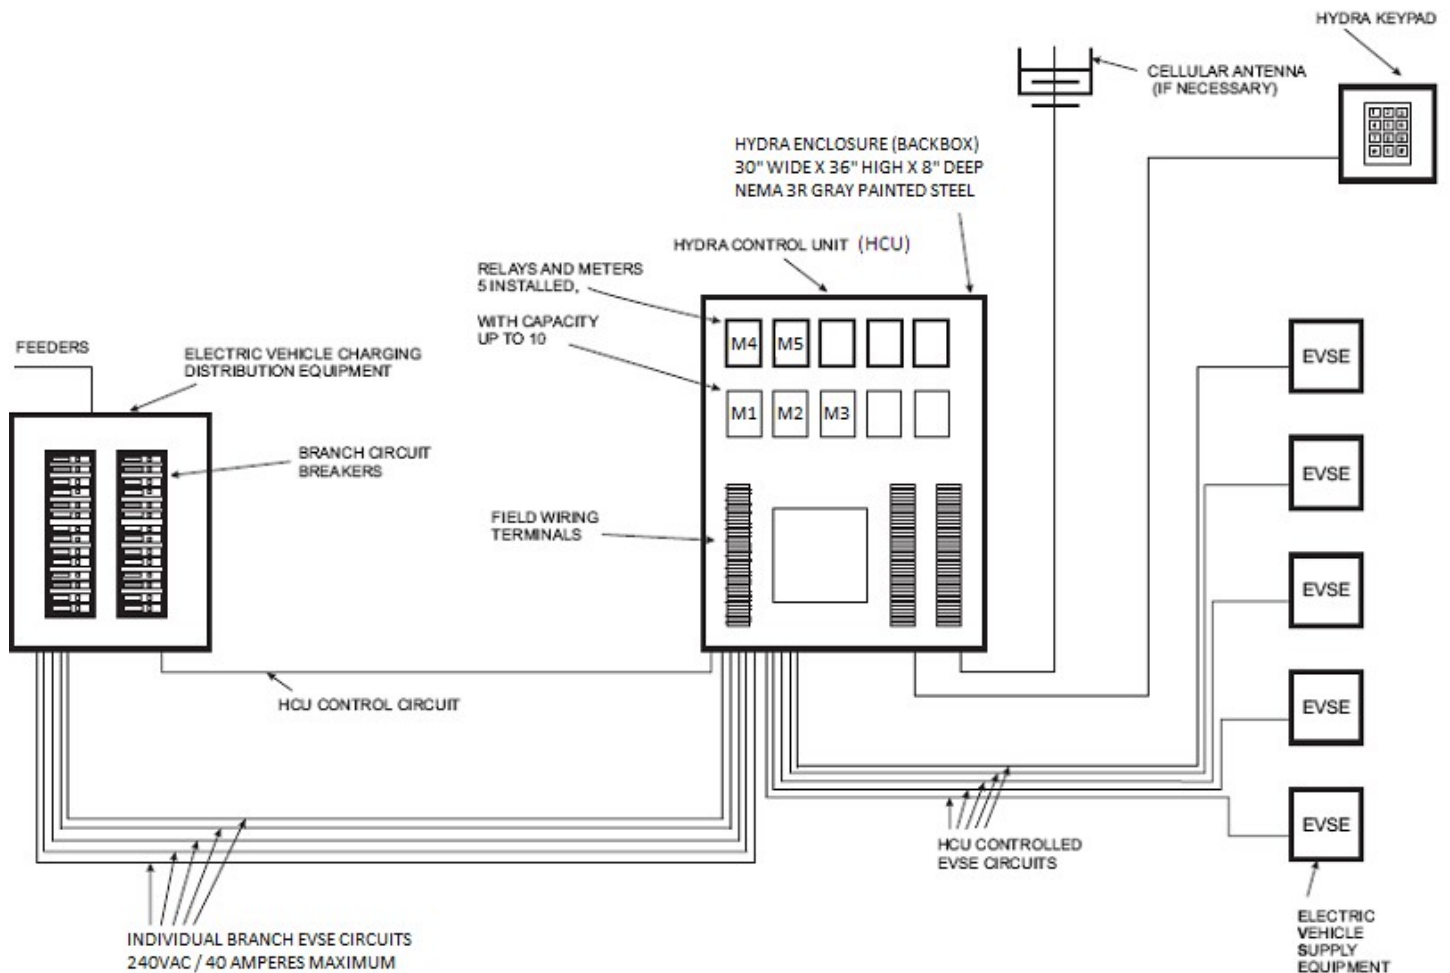 HYDRA KEYPAD
CELLULAR ANTENNA
(IF NECESSARY)
HYDRA ENCLOSURE (BACKBOX)
30" WIDE X 36" HIGH X 8" DEEP
NEMA 3R GRAY PAINTED STEEL
HYDRA CONTROL UNIT (HCU)
RELAYS AND METERS
5 INSTALLED,
WITH CAPACITY
UP TO 10
M4 M5
M1 M2 M3
FEEDERS
ELECTRIC VEHICLE CHARGING
DISTRIBUTION EQUIPMENT
BRANCH CIRCUIT
BREAKERS
FIELD WIRING
TERMINALS
EVSE
EVSE
EVSE
EVSE
EVSE
HCU CONTROL CIRCUIT
HCU CONTROLLED
EVSE CIRCUITS
INDIVIDUAL BRANCH EVSE CIRCUITS
240VAC / 40 AMPERES MAXIMUM
ELECTRIC
VEHICLE
SUPPLY
EQUIPMENT